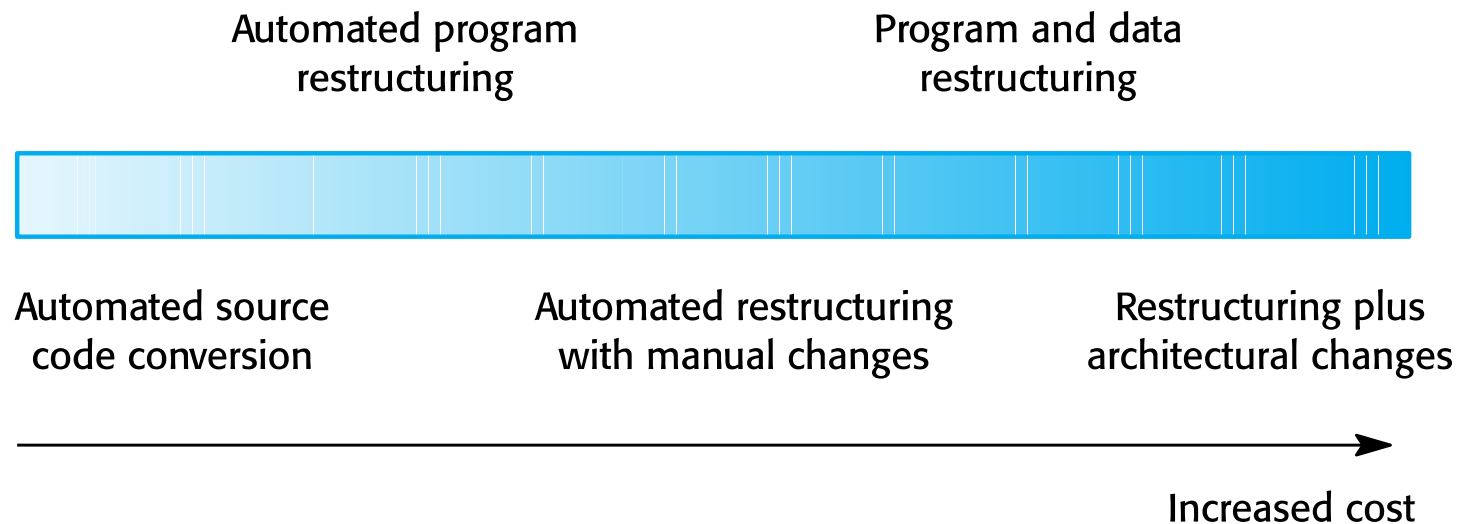 Automated program
restructuring
Program and data
restructuring
Automated source
code conversion
Automated restructuring
with manual changes
Restructuring plus
architectural changes
Increased cost